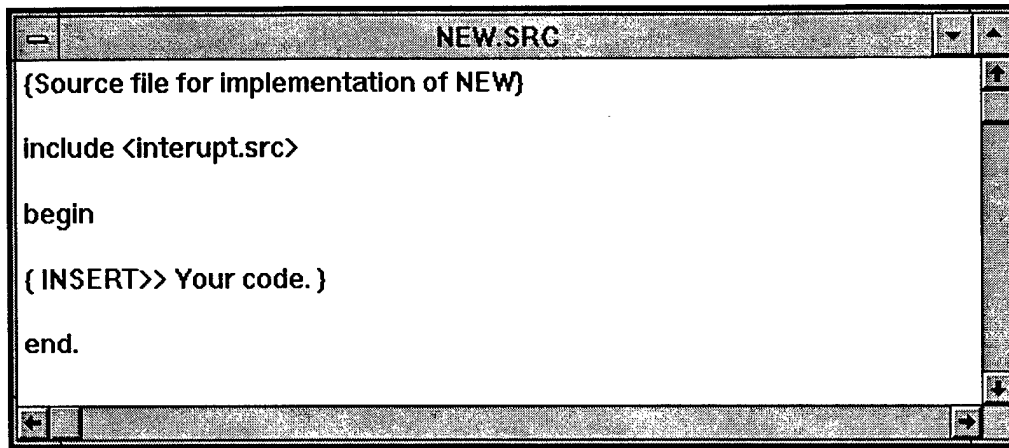 NEW.SRC
{Source file for implementation of NEW}
include <interupt.src>
begin
{ INSERT>> Your code. }
end.